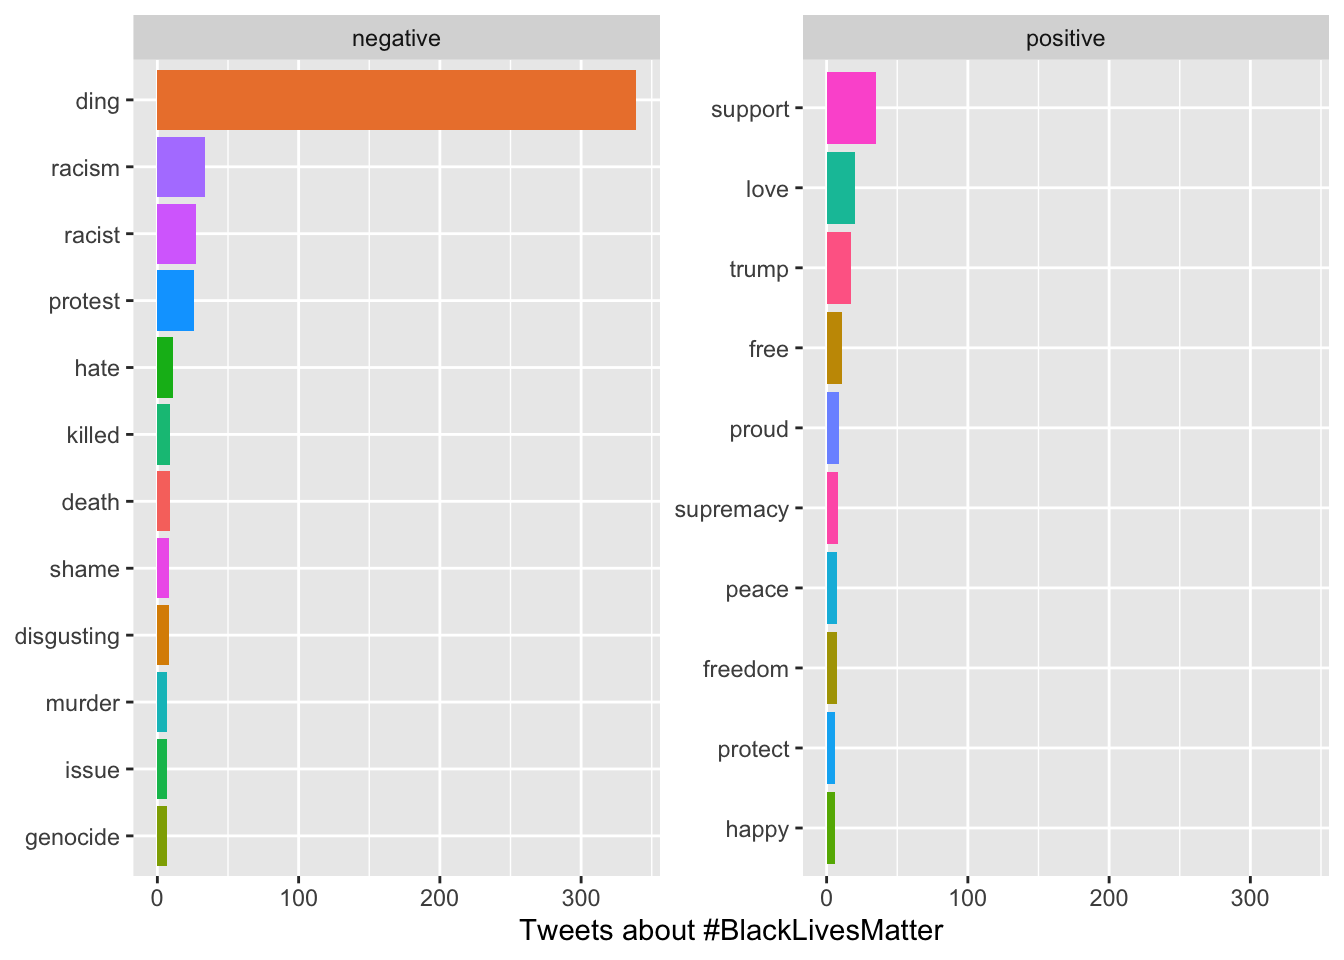 negative
ding
racism
racist
protest
hate
killed
death
shame
disgusting
murder
issue
genocide
0 100 200 300
positive
support
love
trump
free
proud
supremacy
peace
freedom
protect
happy
0 100 200 300
Tweets about #BlackLivesMatter